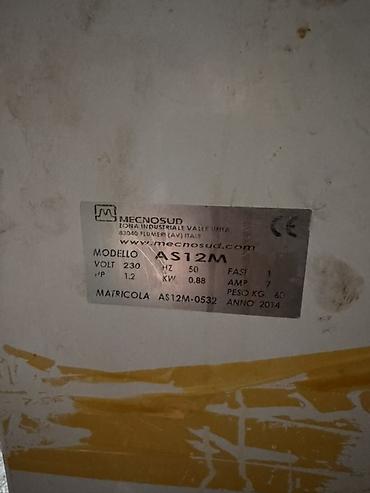 MECNOSUD
ZONA INDUSTRIALE VALLE UFITA
83040 FLUMERI (AV) ITALY
www.mecnosud.com
MODELLO AS12M
VOLT 230 HZ 50 FASI 1
HP 1.2 KW 0.88 AMP 7
PESO KG 60
MATRICOLA AS12M-0532 ANNO 2014
CE